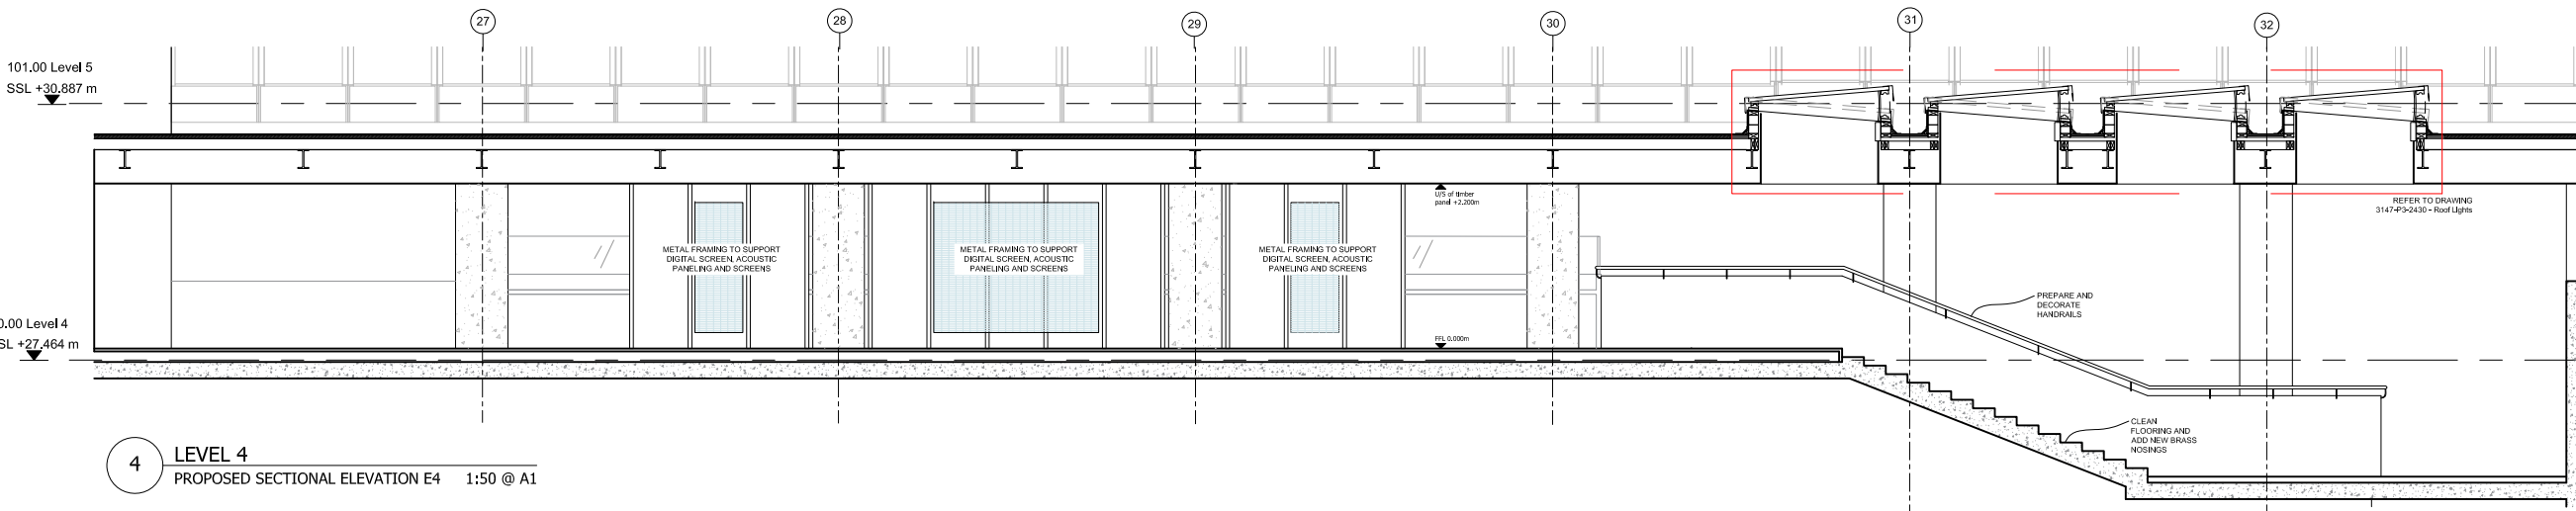 27
28
29
30
31
32
101.00 Level 5
SSL +30.887 m
U/S of timber
panel +2.200m
REFER TO DRAWING
3147-P3-2430 - Roof Lights
METAL FRAMING TO SUPPORT
DIGITAL SCREEN, ACOUSTIC
PANELING AND SCREENS
METAL FRAMING TO SUPPORT
DIGITAL SCREEN, ACOUSTIC
PANELING AND SCREENS
METAL FRAMING TO SUPPORT
DIGITAL SCREEN, ACOUSTIC
PANELING AND SCREENS
PREPARE AND
DECORATE
HANDRAILS
0.00 Level 4
SL +27.464 m
FFL 0.000m
CLEAN
FLOORING AND
ADD NEW BRASS
NOSINGS
4
LEVEL 4
PROPOSED SECTIONAL ELEVATION E4 1:50 @ A1